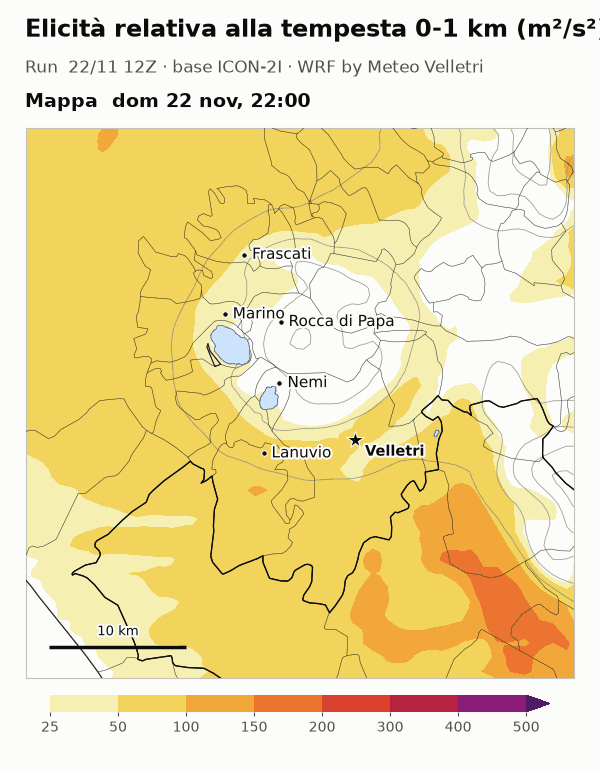 Elicità relativa alla tempesta 0-1 km (m²/s²)
Run  22/11 12Z · base ICON-2I · WRF by Meteo Velletri
Mappa  dom 22 nov, 22:00
Frascati
Marino
Rocca di Papa
Nemi
Velletri
Lanuvio
10 km
25 50 100 150 200 300 400 500